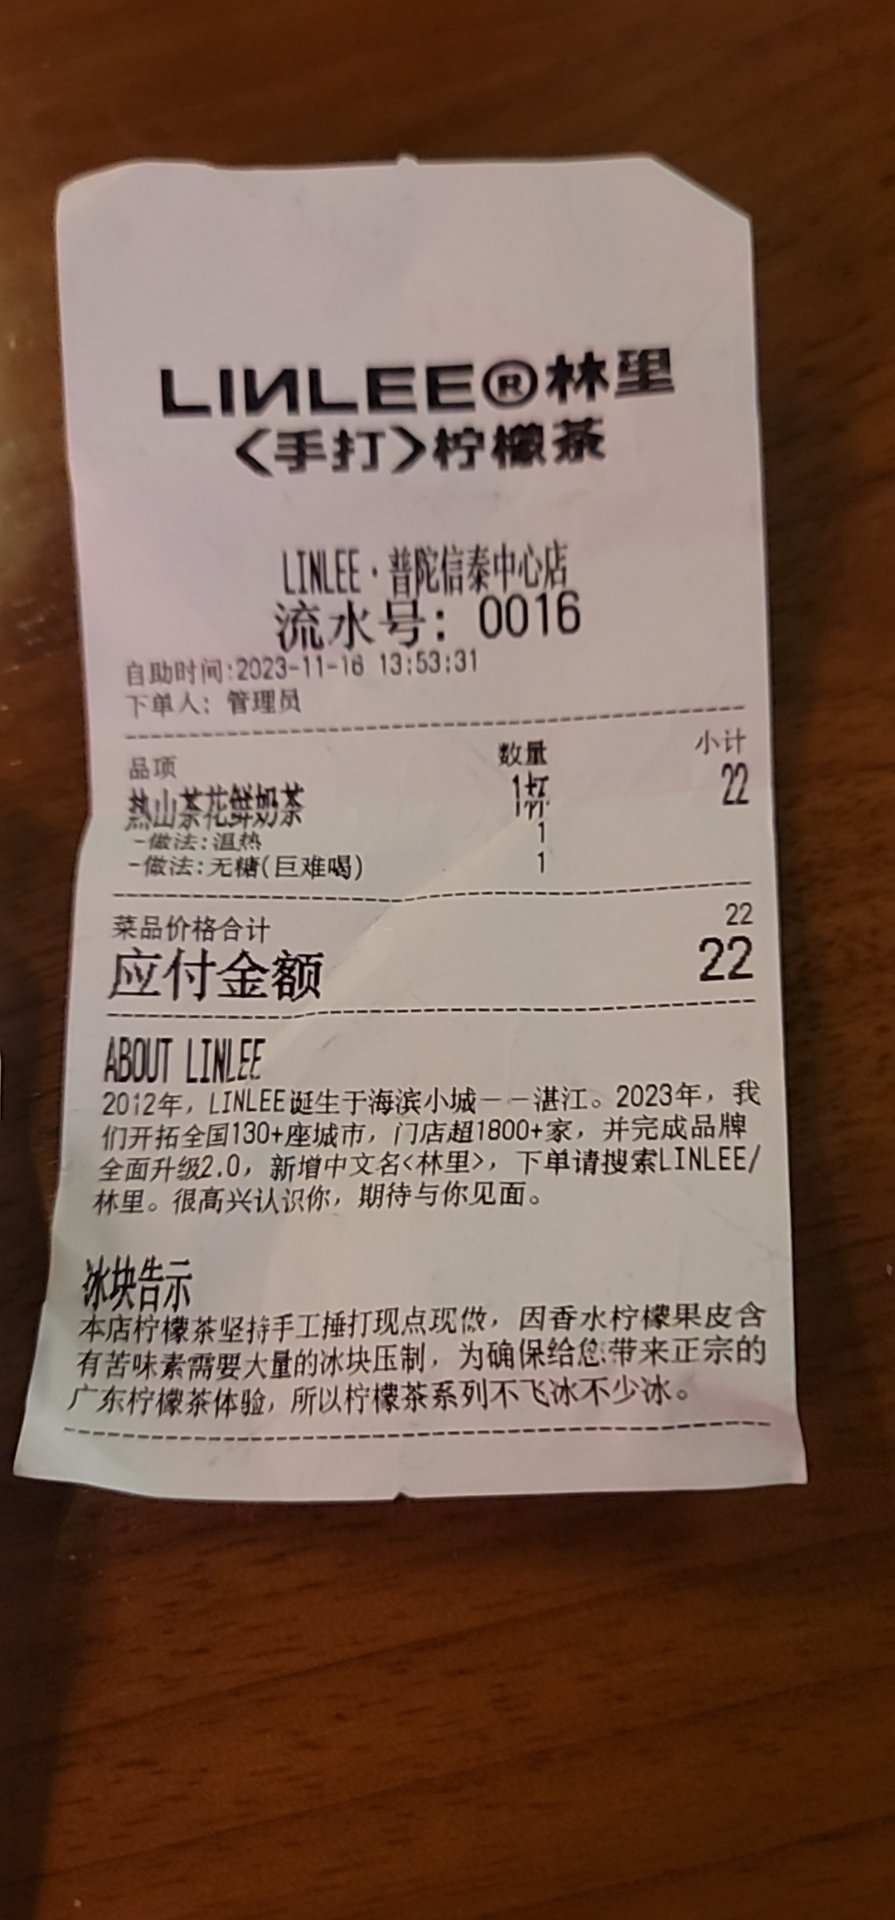 LINLEE®林里
<手打>柠檬茶
LINLEE·普陀信泰中心店
流水号: 0016
自助时间:2023-11-16 13:53:31
下单人: 管理员
品项 数量 小计
热山茶花鲜奶茶 1杯 22
-做法:温热 1
-做法:无糖(巨难喝) 1
菜品价格合计 22
应付金额 22
ABOUT LINLEE
2012年, LINLEE诞生于海滨小城——湛江。2023年, 我
们开拓全国130+座城市, 门店超1800+家, 并完成品牌
全面升级2.0, 新增中文名<林里>, 下单请搜索LINLEE/
林里。很高兴认识你, 期待与你见面。
冰块告示
本店柠檬茶坚持手工捶打现点现做, 因香水柠檬果皮含
有苦味素需要大量的冰块压制, 为确保给您带来正宗的
广东柠檬茶体验, 所以柠檬茶系列不飞冰不少冰。